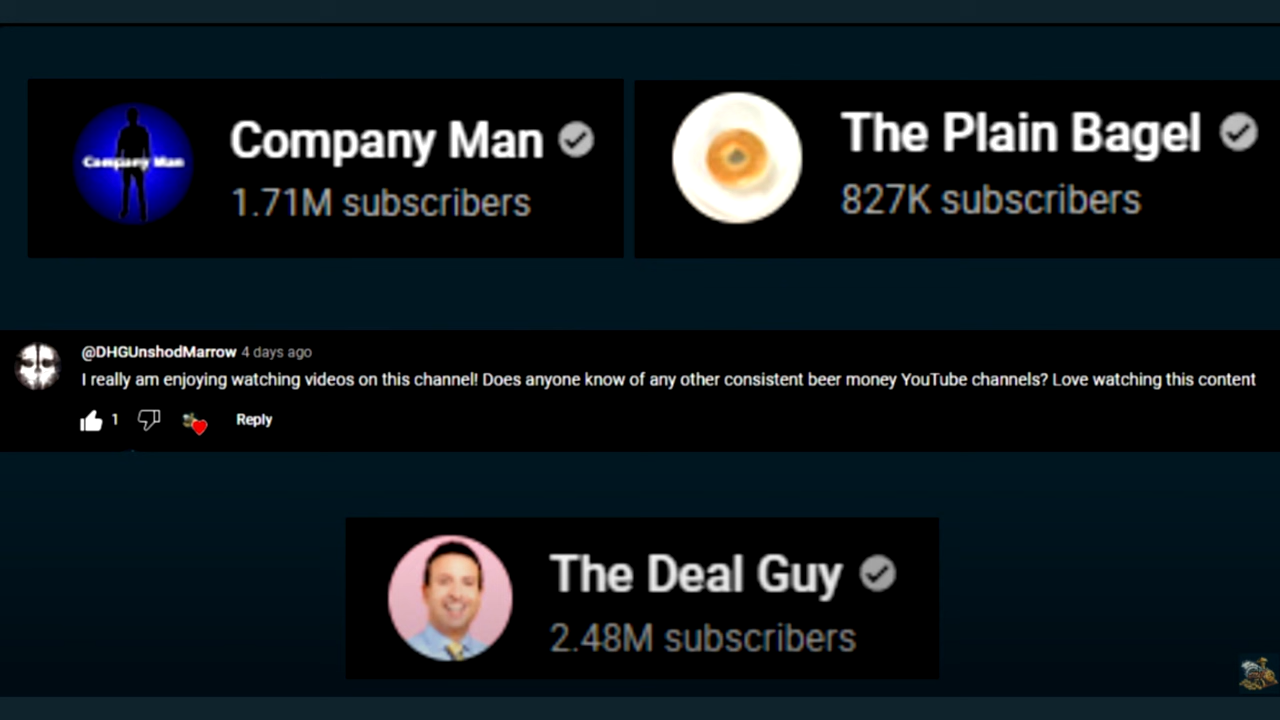 Company Man
Company Man
1.71M subscribers
The Plain Bagel
827K subscribers
@DHGUnshodMarrow 4 days ago
I really am enjoying watching videos on this channel! Does anyone know of any other consistent beer money YouTube channels? Love watching this content
1 Reply
The Deal Guy
2.48M subscribers